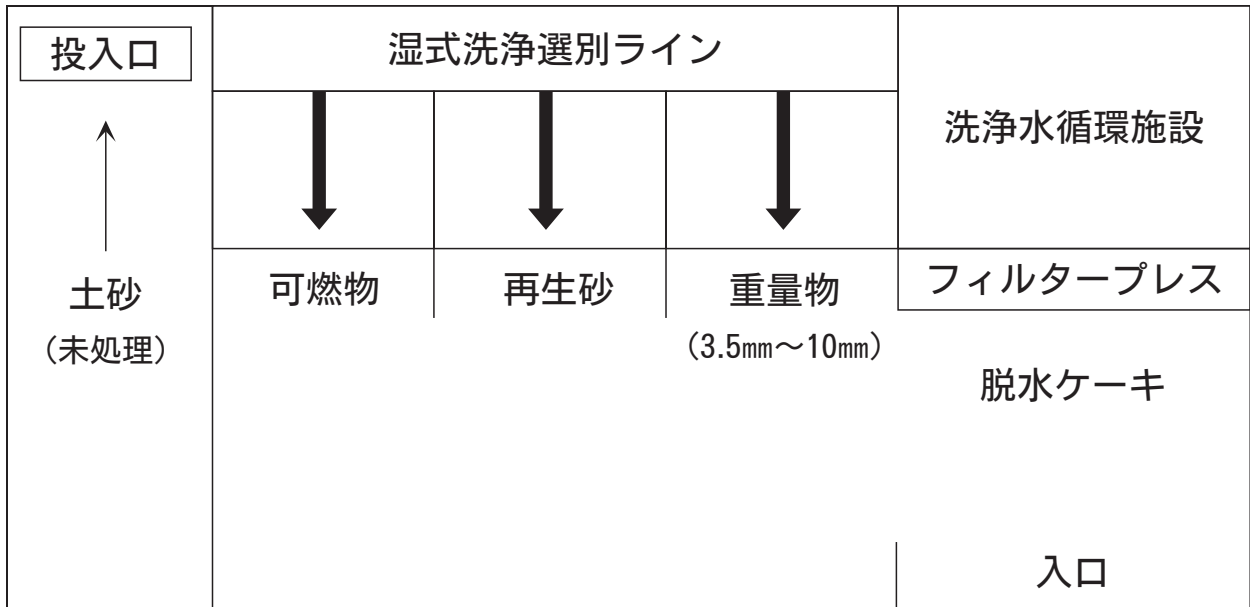 投入口
湿式洗浄選別ライン
洗浄水循環施設
土砂
（未処理）
可燃物
再生砂
重量物
（3.5㎜～10㎜）
フィルタープレス
脱水ケーキ
入口